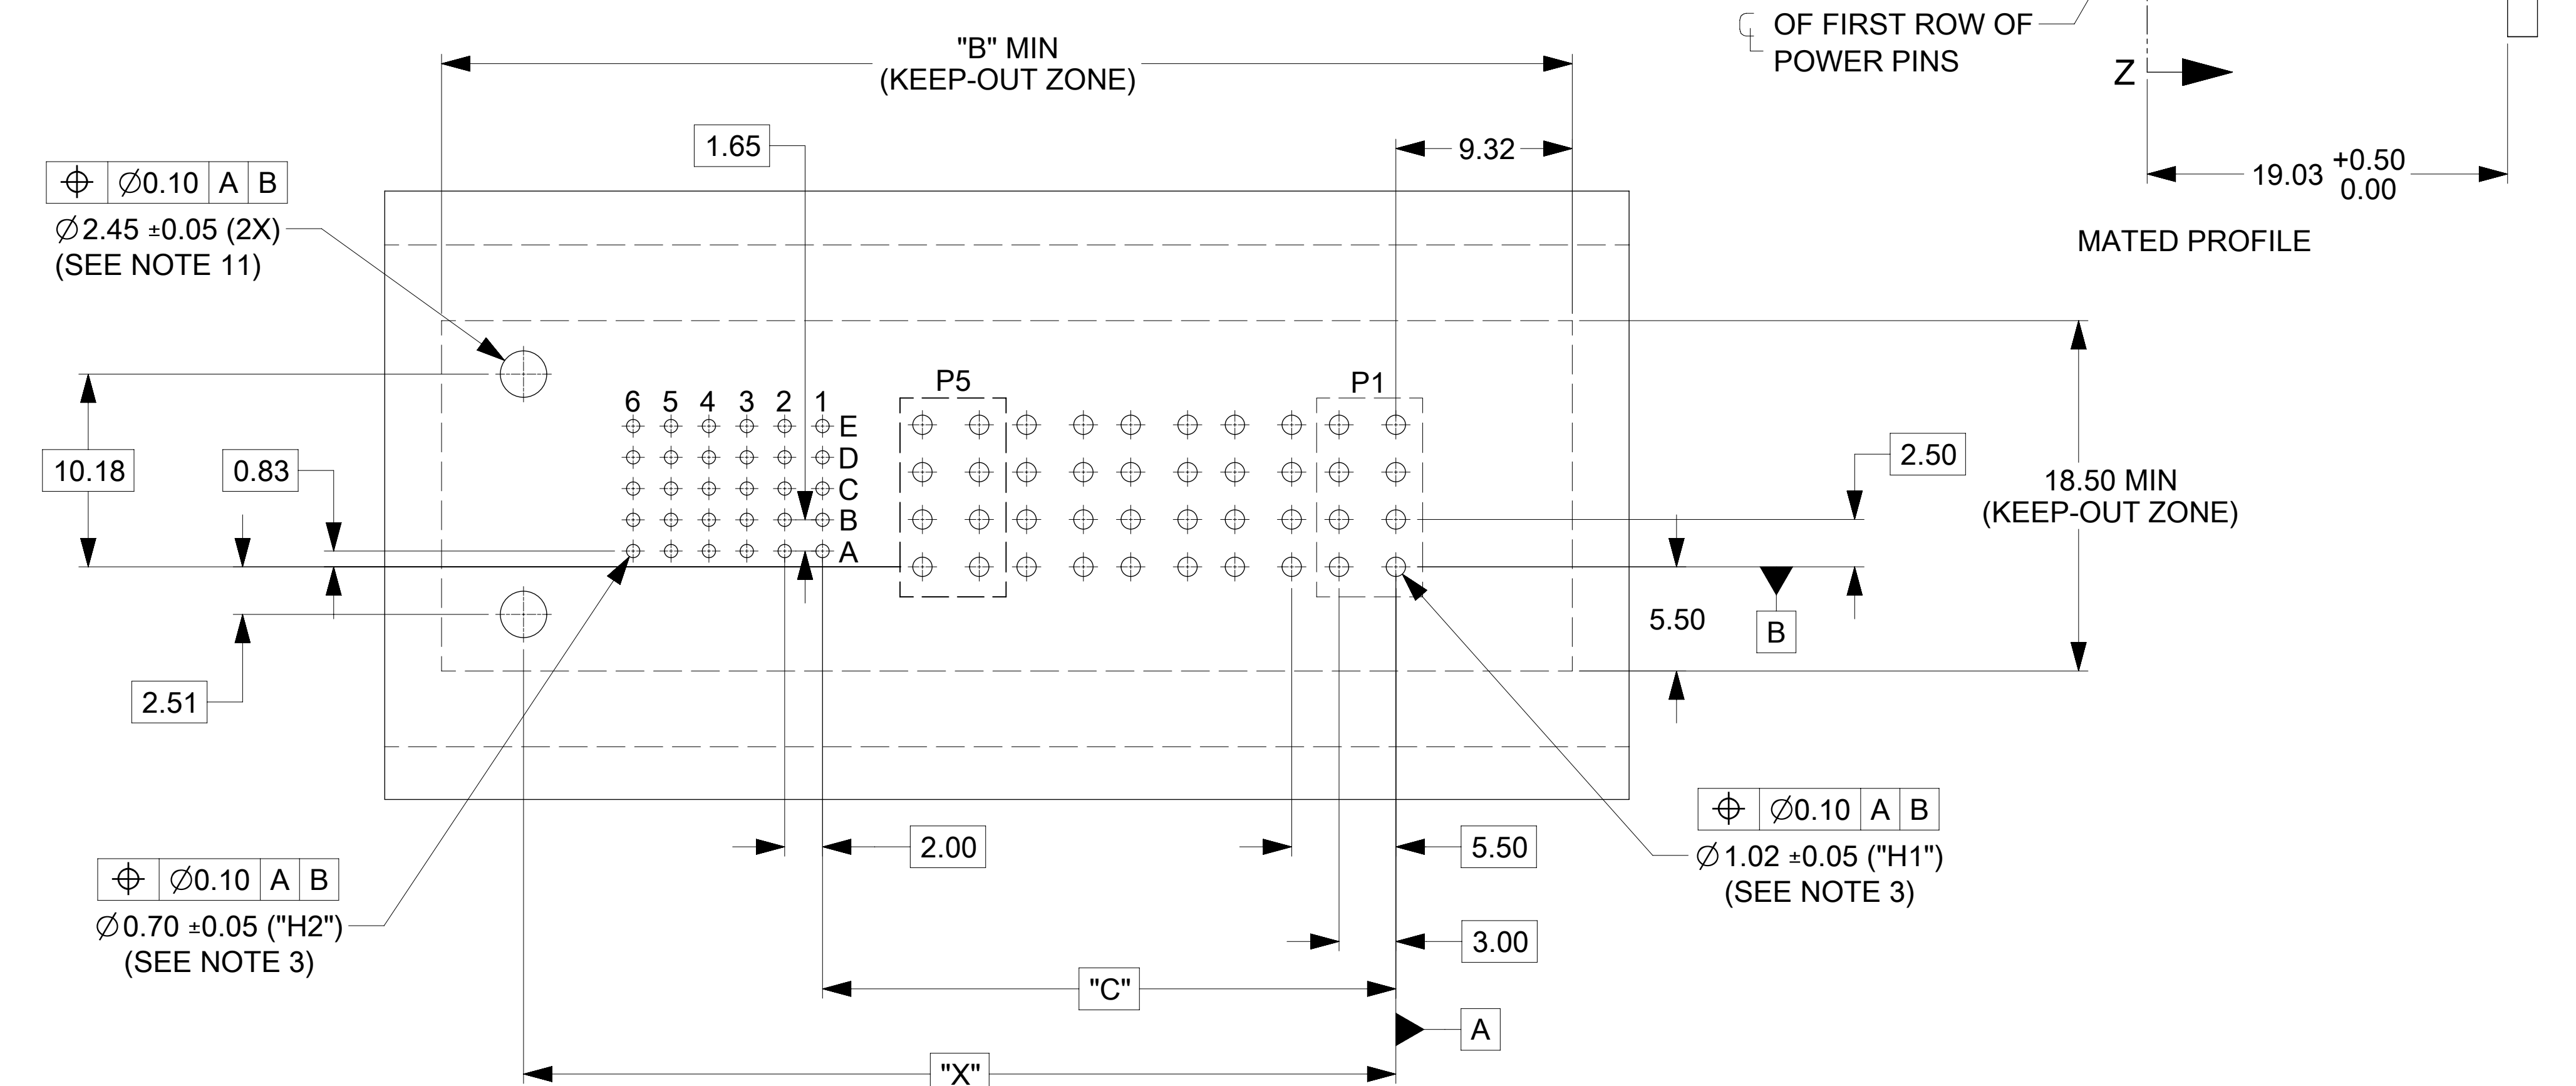 ℄ OF FIRST ROW OF
POWER PINS
Z
19.03 +0.50
0.00
MATED PROFILE
"B" MIN
(KEEP-OUT ZONE)
1.65
9.32
⌖ ∅0.10 A B
∅2.45 ±0.05 (2X)
(SEE NOTE 11)
P5
P1
6 5 4 3 2 1
E
D
C
B
A
10.18
0.83
2.51
2.50
18.50 MIN
(KEEP-OUT ZONE)
5.50
B
2.00
5.50
⌖ ∅0.10 A B
∅1.02 ±0.05 ("H1")
(SEE NOTE 3)
⌖ ∅0.10 A B
∅0.70 ±0.05 ("H2")
(SEE NOTE 3)
3.00
"C"
A
"X"